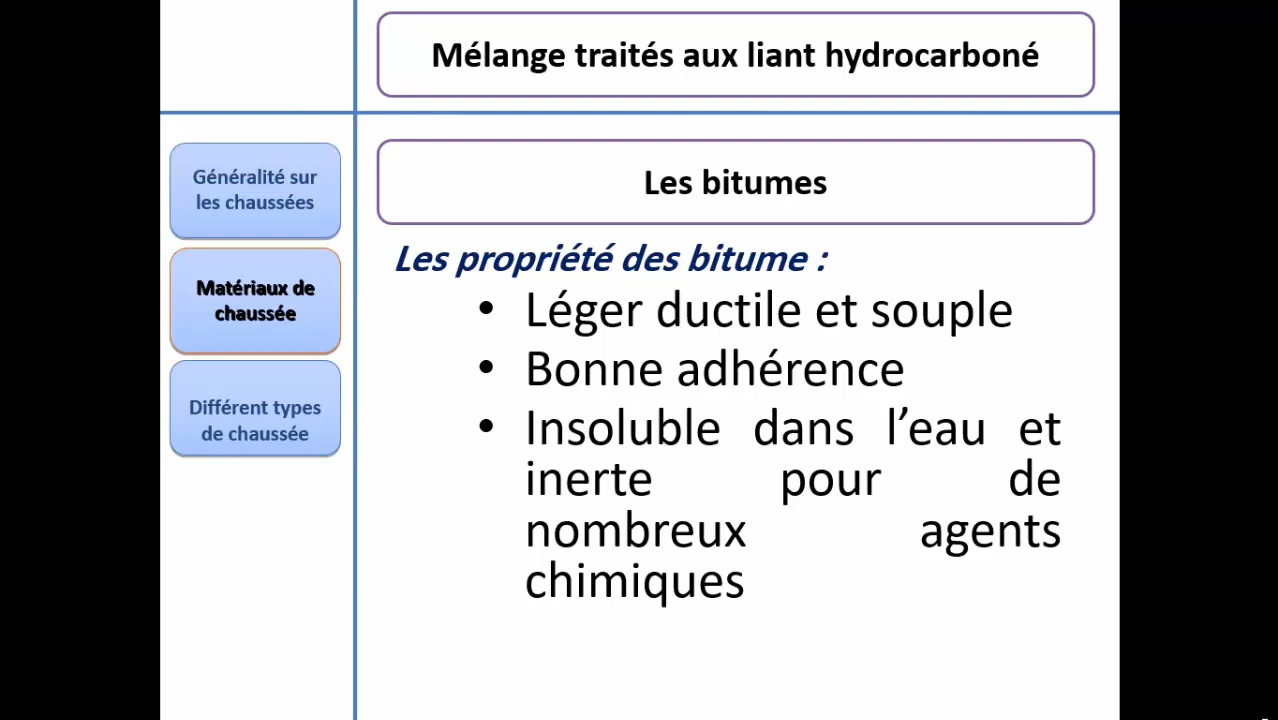 Mélange traités aux liant hydrocarboné
Généralité sur
les chaussées
Matériaux de
chaussée
Différent types
de chaussée
Les bitumes
Les propriété des bitume :
• Léger ductile et souple
• Bonne adhérence
• Insoluble dans l’eau et
inerte pour de
nombreux agents
chimiques